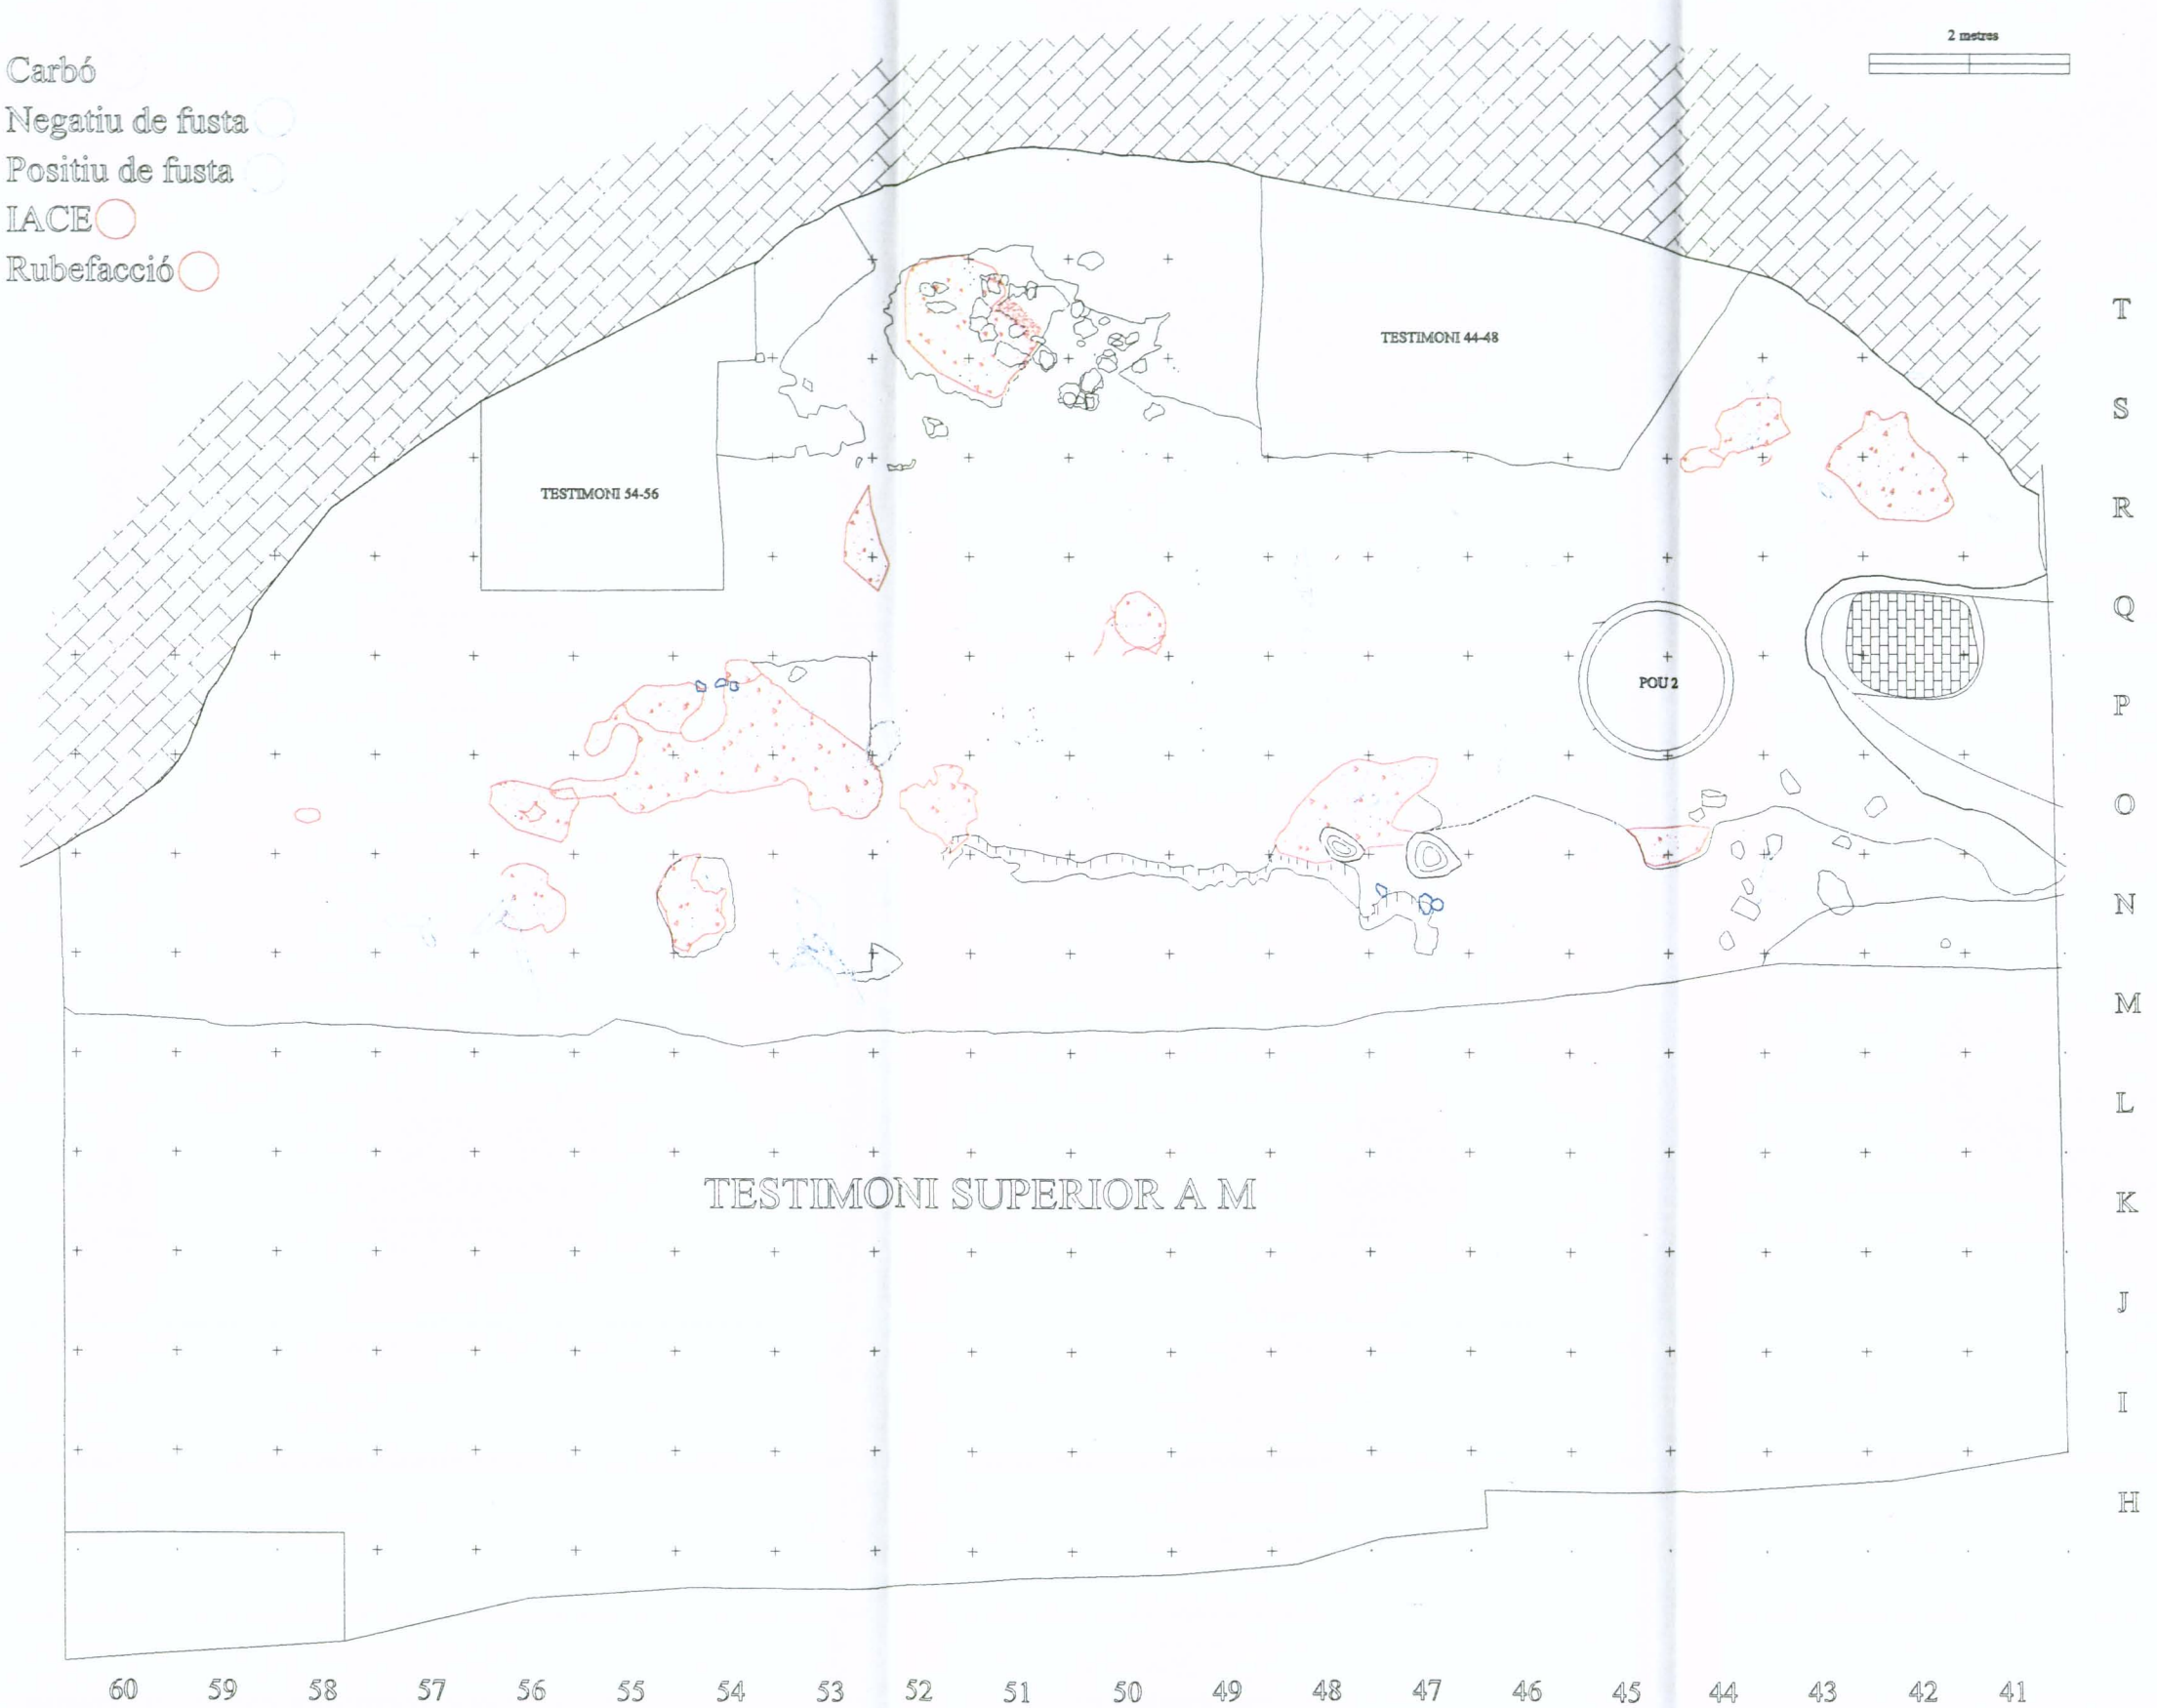 2 metres
Carbó
Negatiu de fusta
Positiu de fusta
IACE
Rubefacció
TESTIMONI 44-48
TESTIMONI 54-56
POU 2
TESTIMONI SUPERIOR A M
T
S
R
Q
P
O
N
M
L
K
J
I
H
60 59 58 57 56 55 54 53 52 51 50 49 48 47 46 45 44 43 42 41